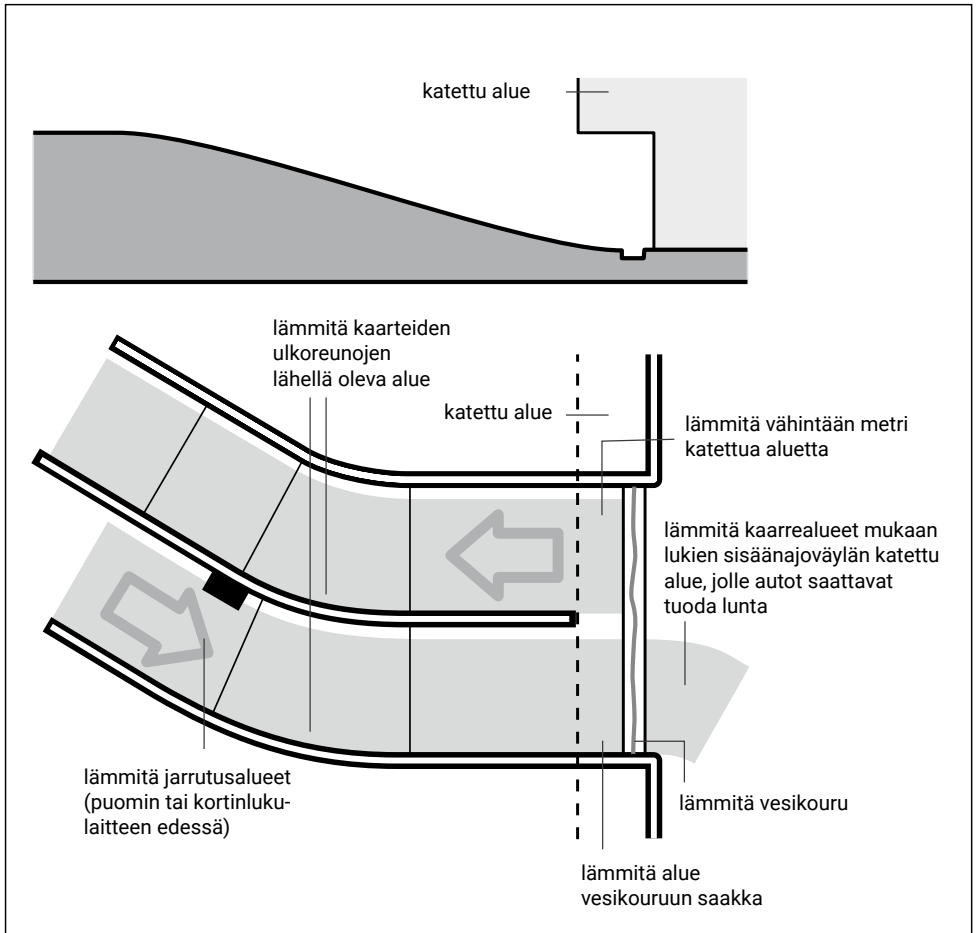 katettu alue
lämmitä kaarteiden
ulkoreunojen
lähellä oleva alue
katettu alue
lämmitä vähintään metri
katettua aluetta
lämmitä kaarrealueet mukaan
lukien sisäänajoväylän katettu
alue, jolle autot saattavat
tuoda lunta
lämmitä jarrutusalueet
(puomin tai kortinluku-
laitteen edessä)
lämmitä vesikouru
lämmitä alue
vesikouruun saakka